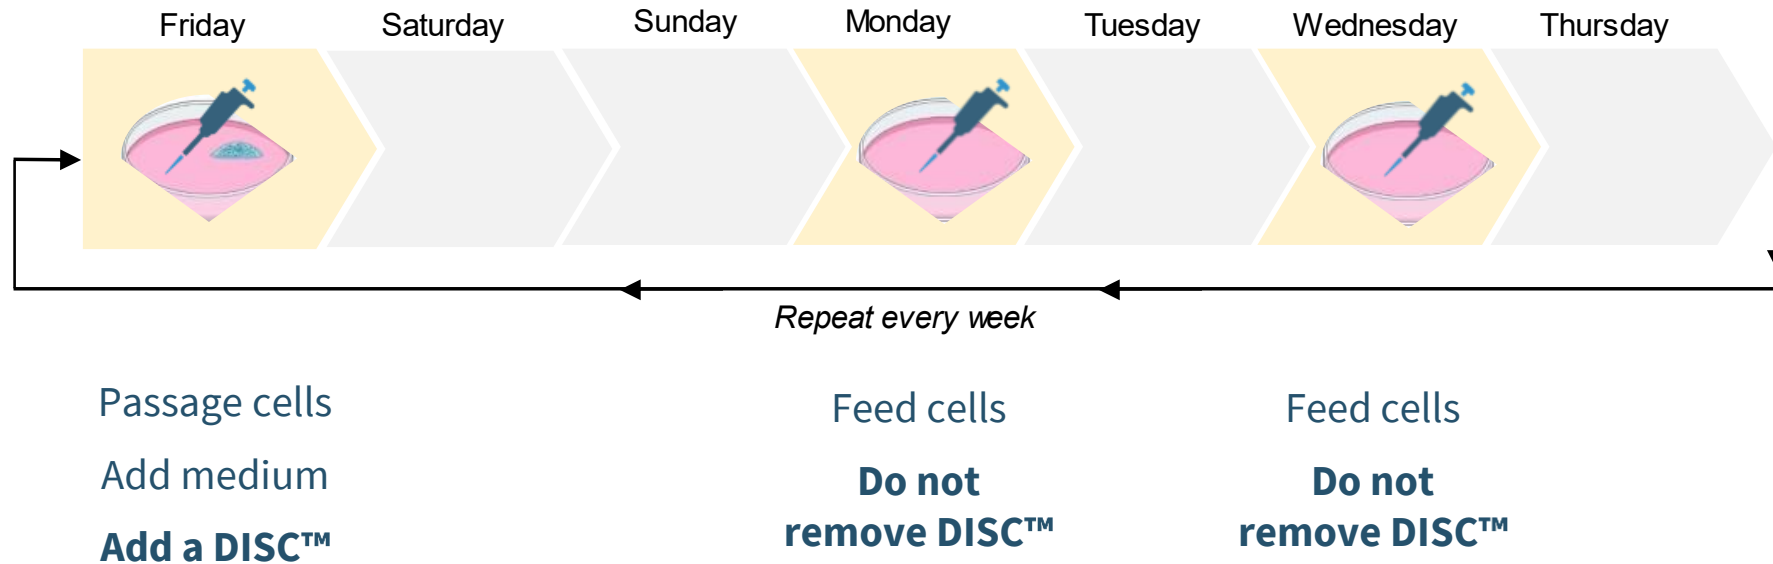 Friday Saturday Sunday Monday Tuesday Wednesday Thursday
Repeat every week
Passage cells
Add medium
Add a DISC™
Feed cells
Do not
remove DISC™
Feed cells
Do not
remove DISC™